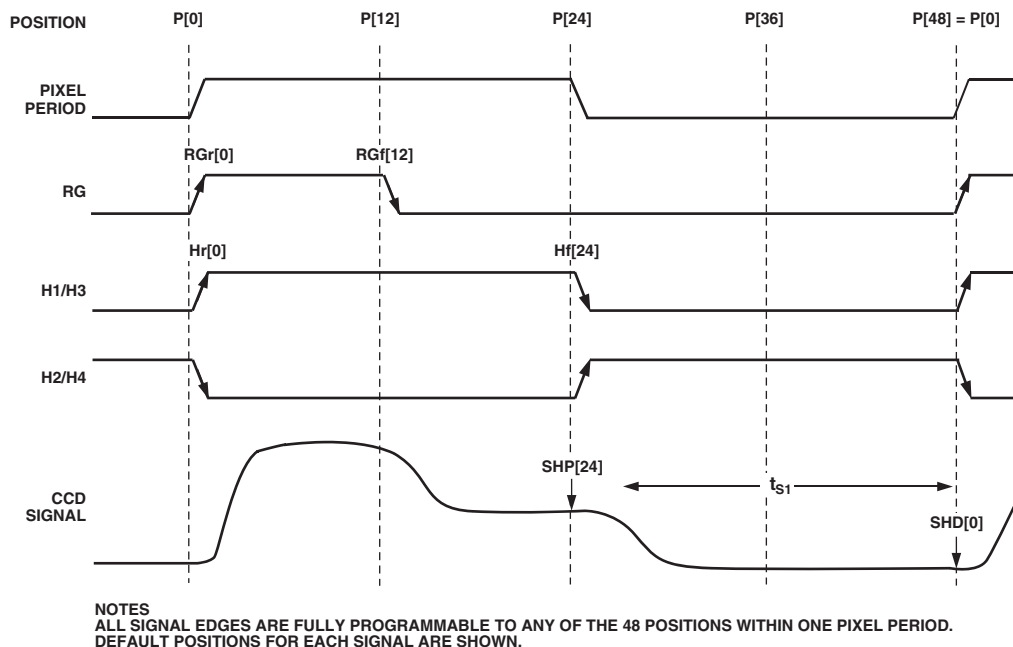 POSITION
P[0]
P[12]
P[24]
P[36]
P[48] = P[0]
PIXEL
PERIOD
RGr[0]
RGf[12]
RG
Hr[0]
Hf[24]
H1/H3
H2/H4
CCD
SIGNAL
SHP[24]
tS1
SHD[0]
NOTES
ALL SIGNAL EDGES ARE FULLY PROGRAMMABLE TO ANY OF THE 48 POSITIONS WITHIN ONE PIXEL PERIOD.
DEFAULT POSITIONS FOR EACH SIGNAL ARE SHOWN.